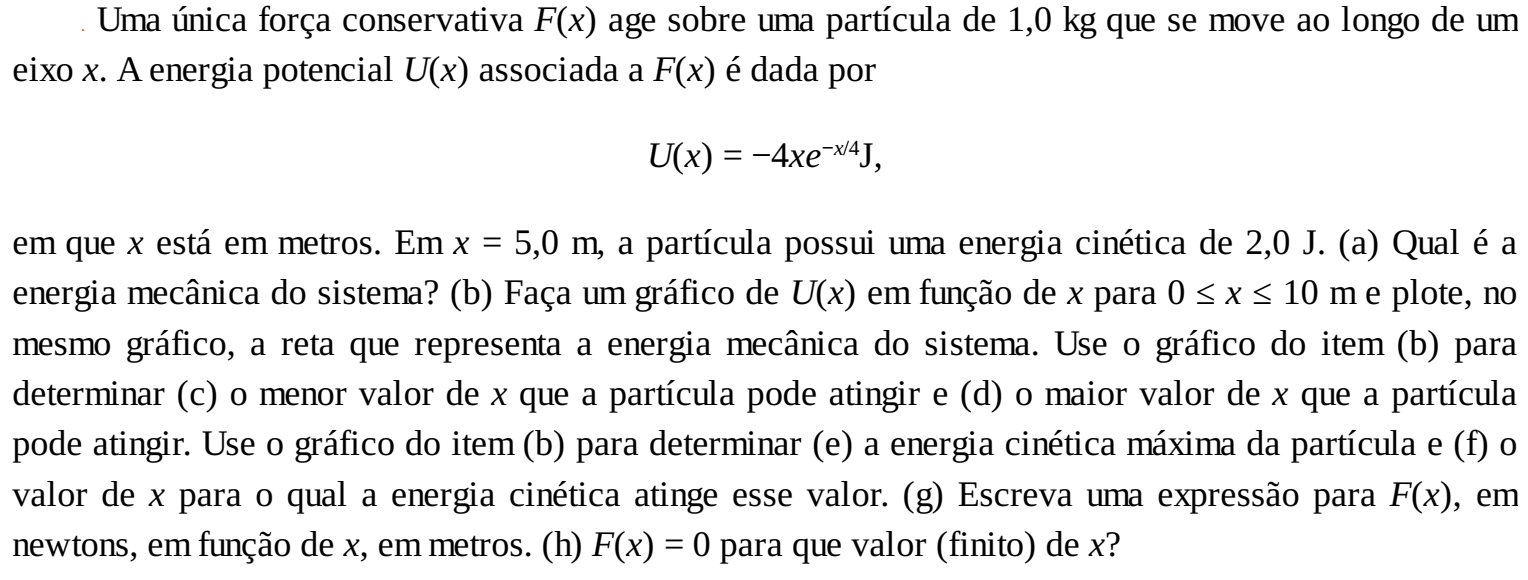 Uma única força conservativa F(x) age sobre uma partícula de 1,0 kg que se move ao longo de um
eixo x. A energia potencial U(x) associada a F(x) é dada por
U(x) = −4xe^{−x/4}J,
em que x está em metros. Em x = 5,0 m, a partícula possui uma energia cinética de 2,0 J. (a) Qual é a
energia mecânica do sistema? (b) Faça um gráfico de U(x) em função de x para 0 ≤ x ≤ 10 m e plote, no
mesmo gráfico, a reta que representa a energia mecânica do sistema. Use o gráfico do item (b) para
determinar (c) o menor valor de x que a partícula pode atingir e (d) o maior valor de x que a partícula
pode atingir. Use o gráfico do item (b) para determinar (e) a energia cinética máxima da partícula e (f) o
valor de x para o qual a energia cinética atinge esse valor. (g) Escreva uma expressão para F(x), em
newtons, em função de x, em metros. (h) F(x) = 0 para que valor (finito) de x?